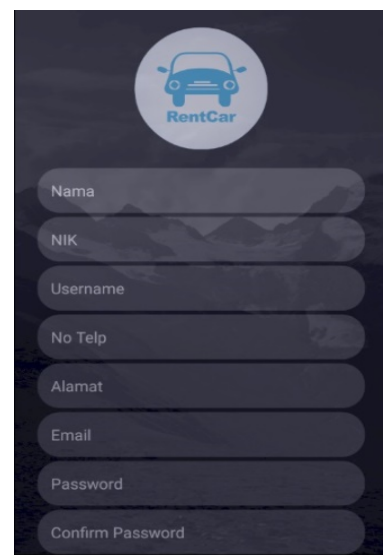 RentCar
Nama
NIK
Username
No Telp
Alamat
Email
Password
Confirm Password